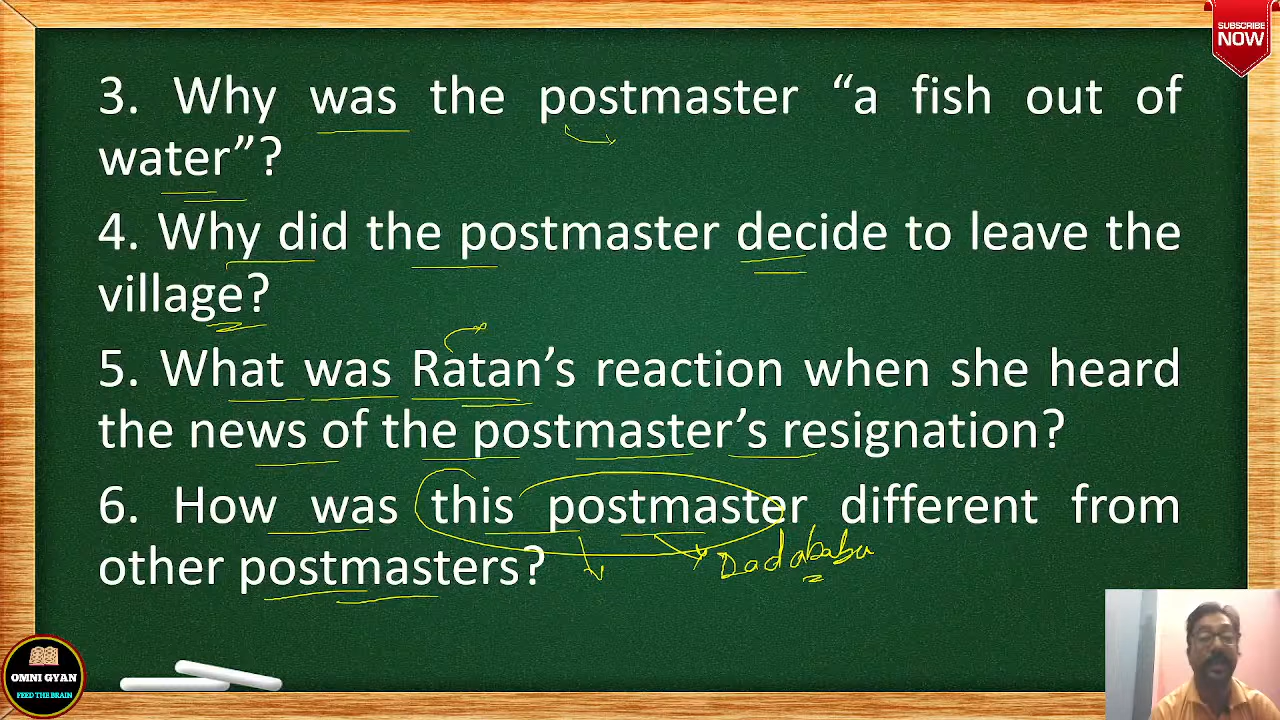 SUBSCRIBE
NOW
3. Why was the postmaster “a fish out of
water”?
4. Why did the postmaster decide to leave the
village?
5. What was Ratan’s reaction when she heard
the news of the postmaster’s resignation?
6. How was this postmaster different from
other postmasters?
Dadababu
OMNI GYAN
FEED THE BRAIN